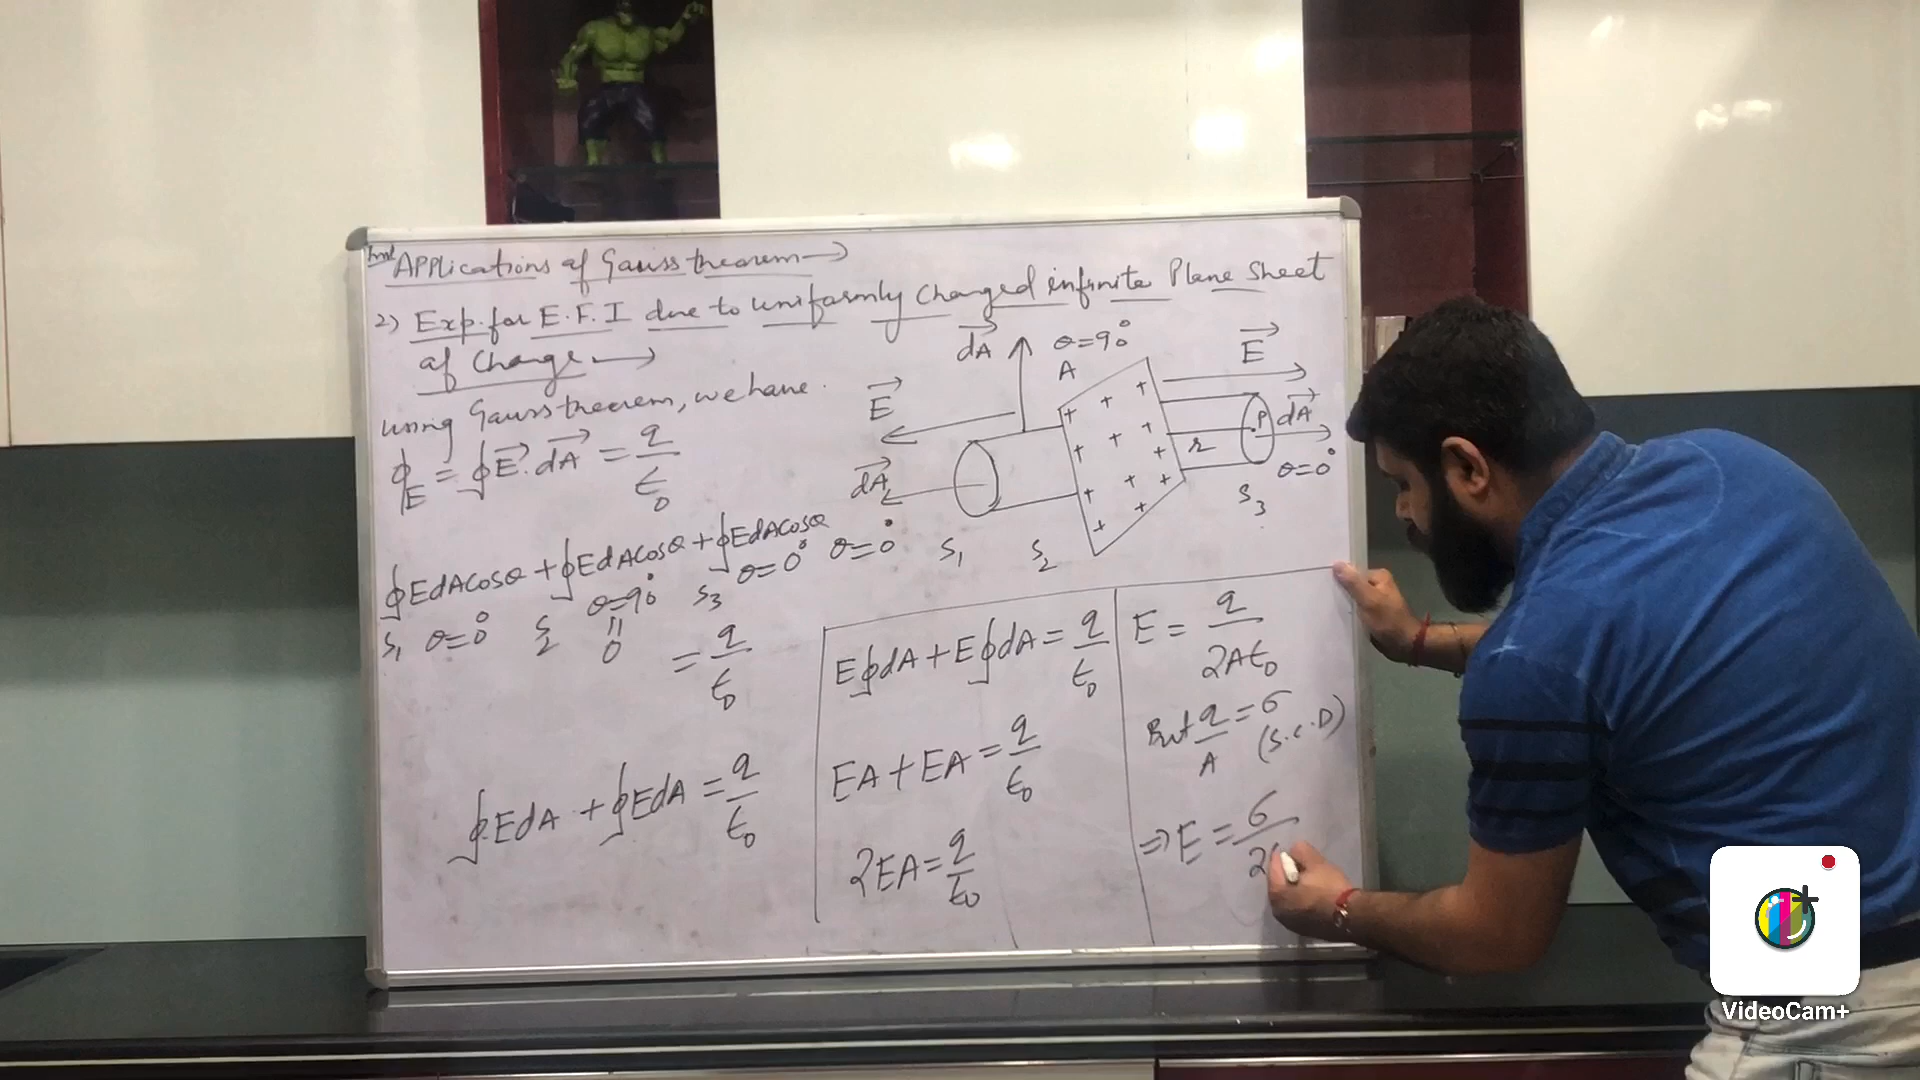 Imp Applications of Gauss theorem →
2) Exp. for E.F.I due to uniformly Charged infinite Plane Sheet
of Charge. →
using Gauss theorem, we have.
ϕ_E = ∮E⃗. dA⃗ = q/ε₀
∮EdAcosθ + ∮EdAcosθ + ∮EdAcosθ
S₁ θ=0° S₂ θ=90° S₃ θ=0°
॥
0
= q/ε₀
∮EdA + ∮EdA = q/ε₀
dA⃗
θ=90°
A
E⃗
E⃗
dA⃗
dA⃗
P
r
θ=0°
S₃
θ=0°
S₁
S₂
+ + + + + + + + + + + + +
E∮dA + E∮dA = q/ε₀
EA + EA = q/ε₀
2EA = q/ε₀
E = q/2Aε₀
But q/A = σ
(S.C.D)
⇒ E = σ/2
VideoCam+